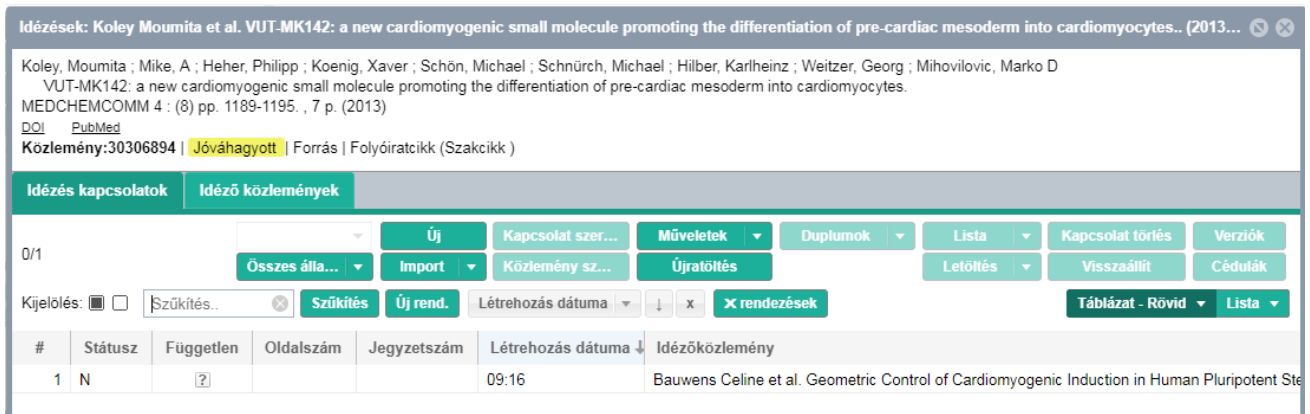 Idézések: Koley Moumita et al. VUT-MK142: a new cardiomyogenic small molecule promoting the differentiation of pre-cardiac mesoderm into cardiomyocytes.. (2013...
Koley, Moumita ; Mike, A ; Heher, Philipp ; Koenig, Xaver ; Schön, Michael ; Schnürch, Michael ; Hilber, Karlheinz ; Weitzer, Georg ; Mihovilovic, Marko D
VUT-MK142: a new cardiomyogenic small molecule promoting the differentiation of pre-cardiac mesoderm into cardiomyocytes.
MEDCHEMCOMM 4 : (8) pp. 1189-1195. , 7 p. (2013)
DOI PubMed
Közlemény:30306894 | Jóváhagyott | Forrás | Folyóiratcikk (Szakcikk )
Idézés kapcsolatok Idéző közlemények
Új Kapcsolat szer... Műveletek Duplumok Lista Kapcsolat törlés Verziók
0/1
Összes álla... Import Közlemény sz... Újratöltés Letöltés Visszaállít Cédulák
Kijelölés: Szűkítés.. Szűkítés Új rend. Létrehozás dátuma ↓ x × rendezések Táblázat - Rövid Lista
# Státusz Független Oldalszám Jegyzetszám Létrehozás dátuma ↓ Idézőközlemény
1 N ? 09:16 Bauwens Celine et al. Geometric Control of Cardiomyogenic Induction in Human Pluripotent Ste